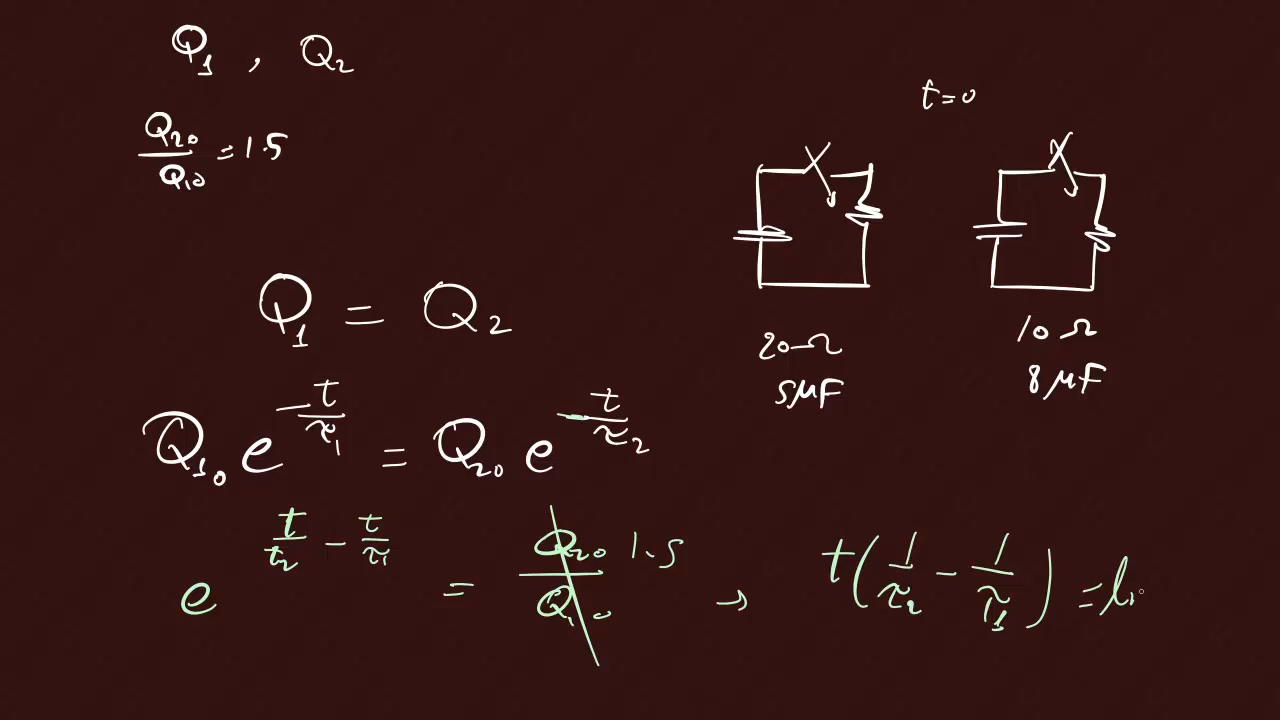 Q₁ , Q₂
Q₂₀/Q₁₀ = 1.5
t=0
20Ω
5μF
10Ω
8μF
Q₁ = Q₂
Q₁₀ e^(-t/τ₁) = Q₂₀ e^(-t/τ₂)
e^(t/τ₂ - t/τ₁) = Q₂₀/Q₁₀ 1.5 → t(1/τ₂ - 1/τ₁) = ln